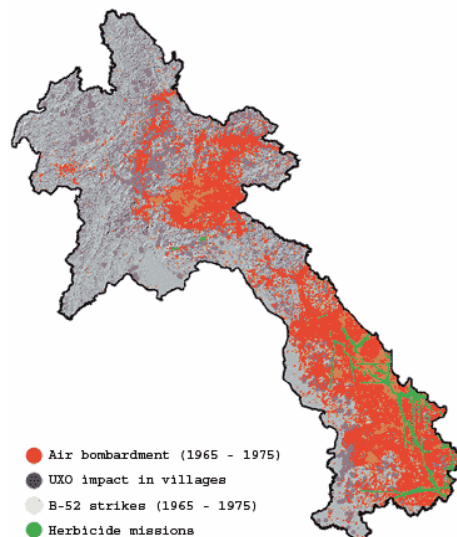 Air bombardment (1965 - 1975)
UXO impact in villages
B-52 strikes (1965 - 1975)
Herbicide missions